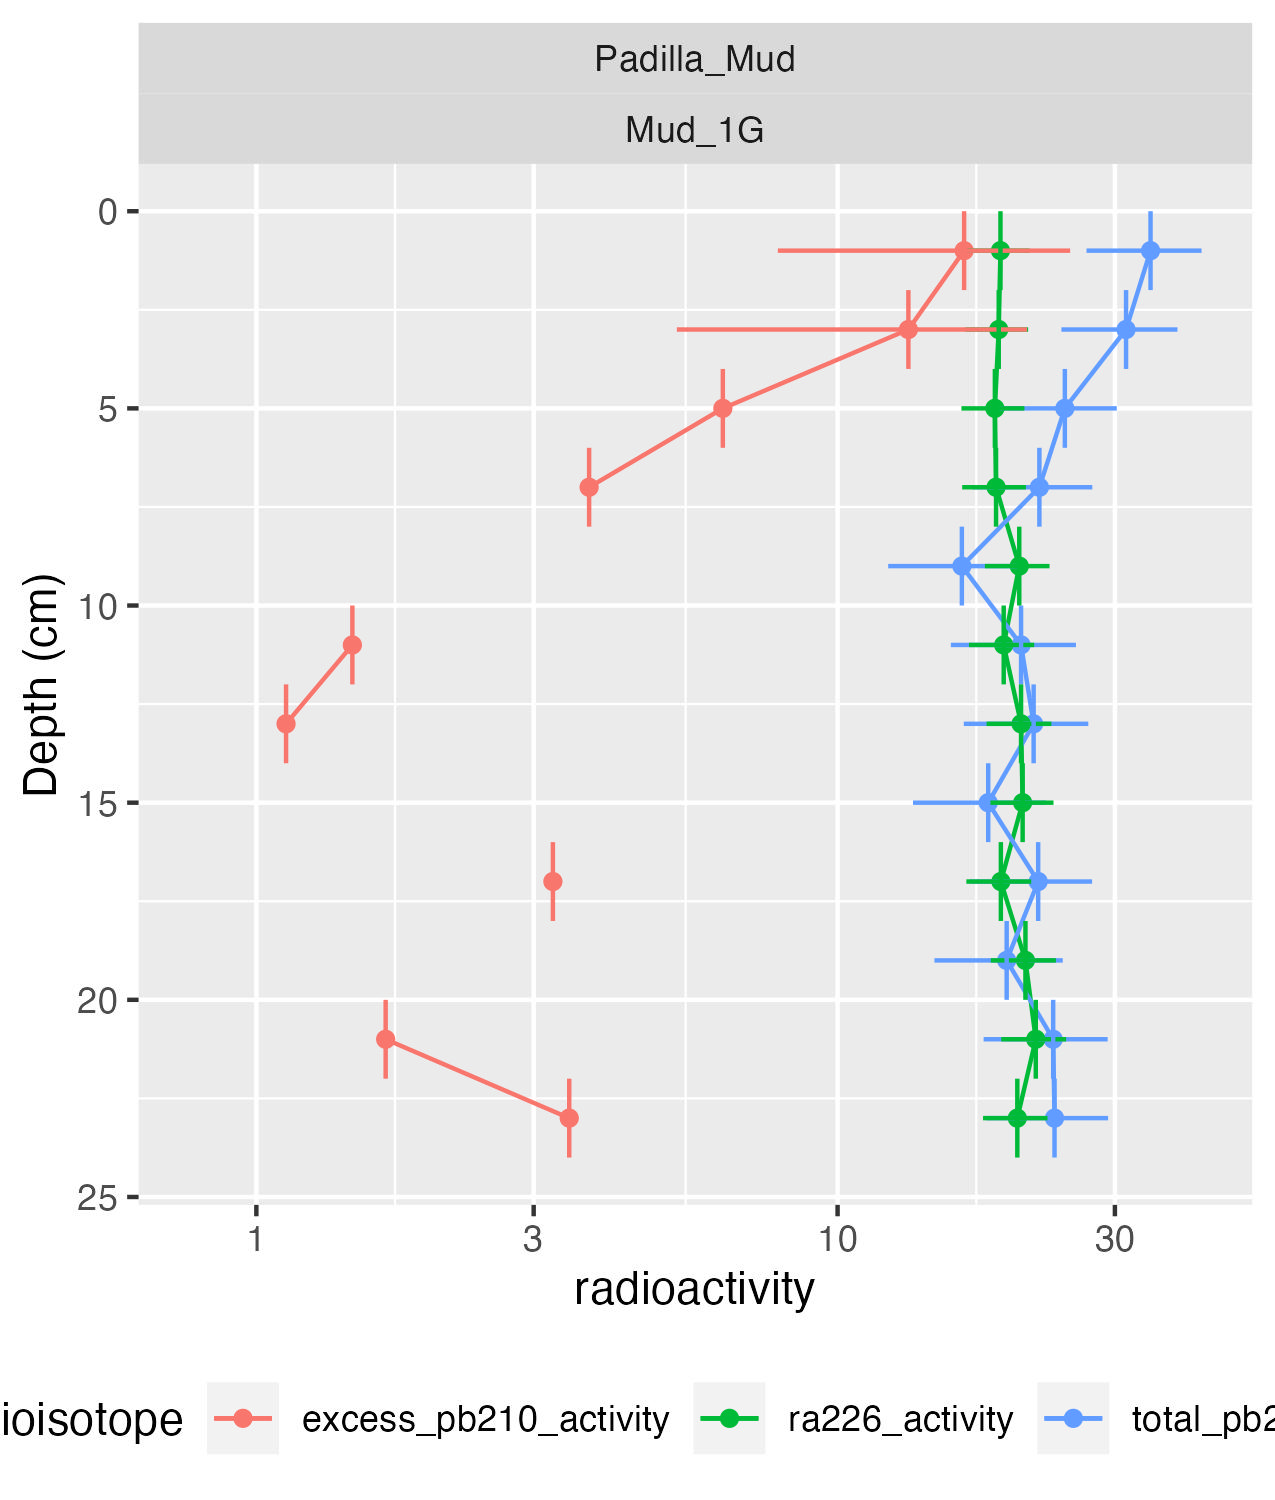 Padilla_Mud
Mud_1G
0
5
10
15
20
25
Depth (cm)
1 3 10 30
radioactivity
ioisotope excess_pb210_activity ra226_activity total_pb2